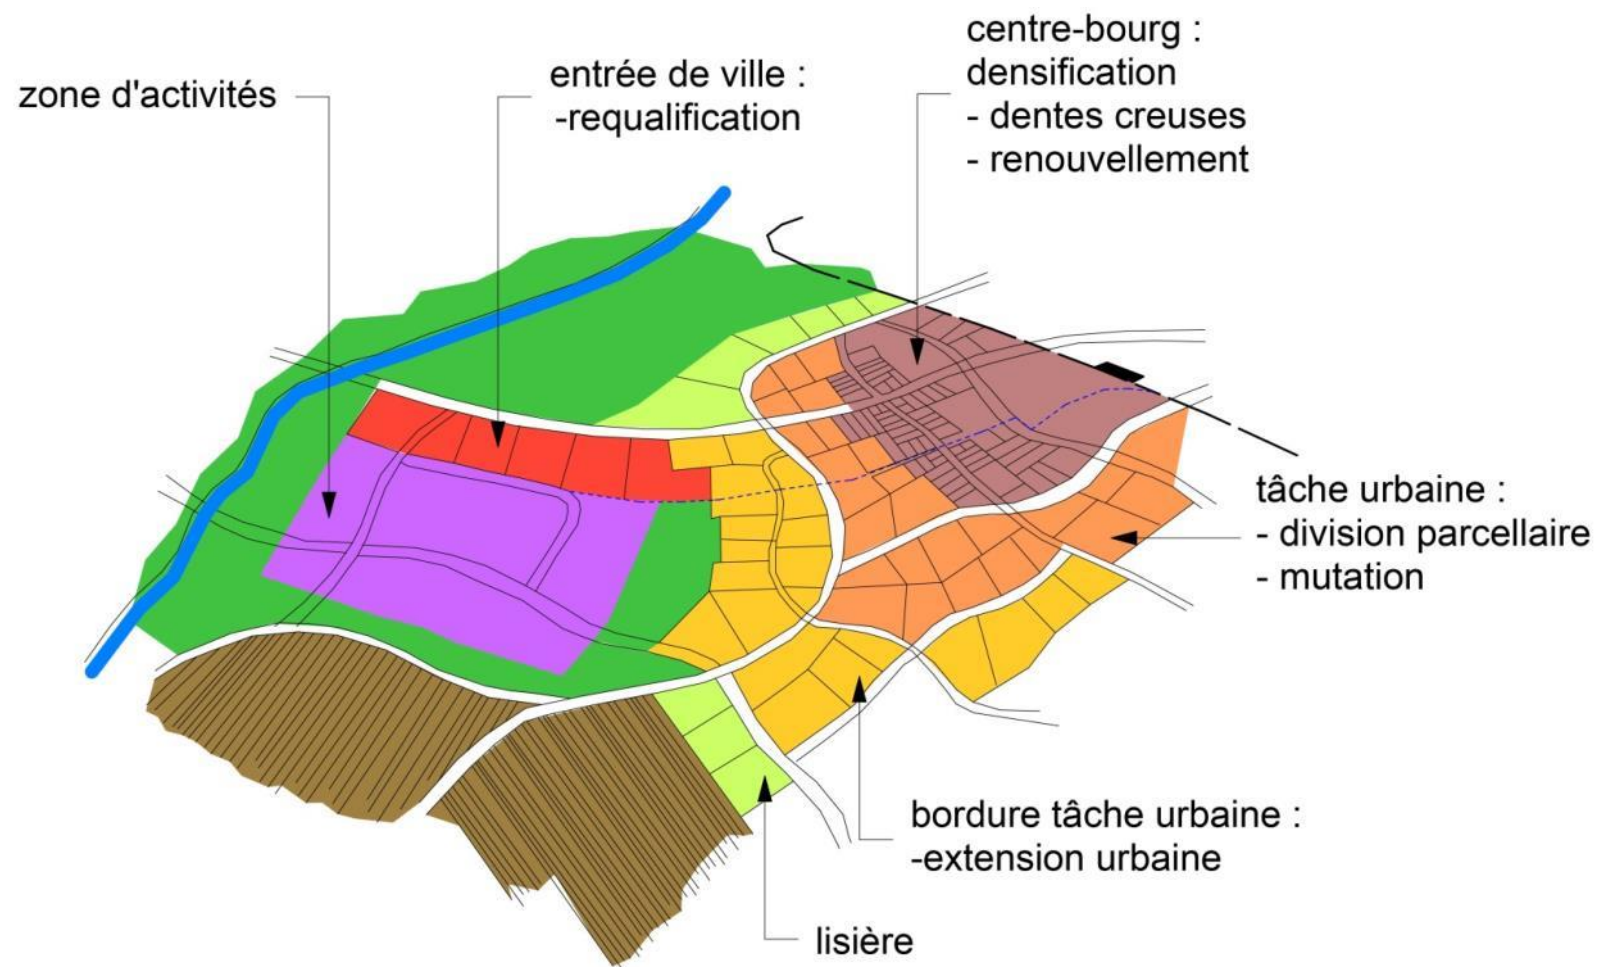 zone d'activités
entrée de ville :
-requalification
centre-bourg :
densification
- dentes creuses
- renouvellement
tâche urbaine :
- division parcellaire
- mutation
bordure tâche urbaine :
-extension urbaine
lisière